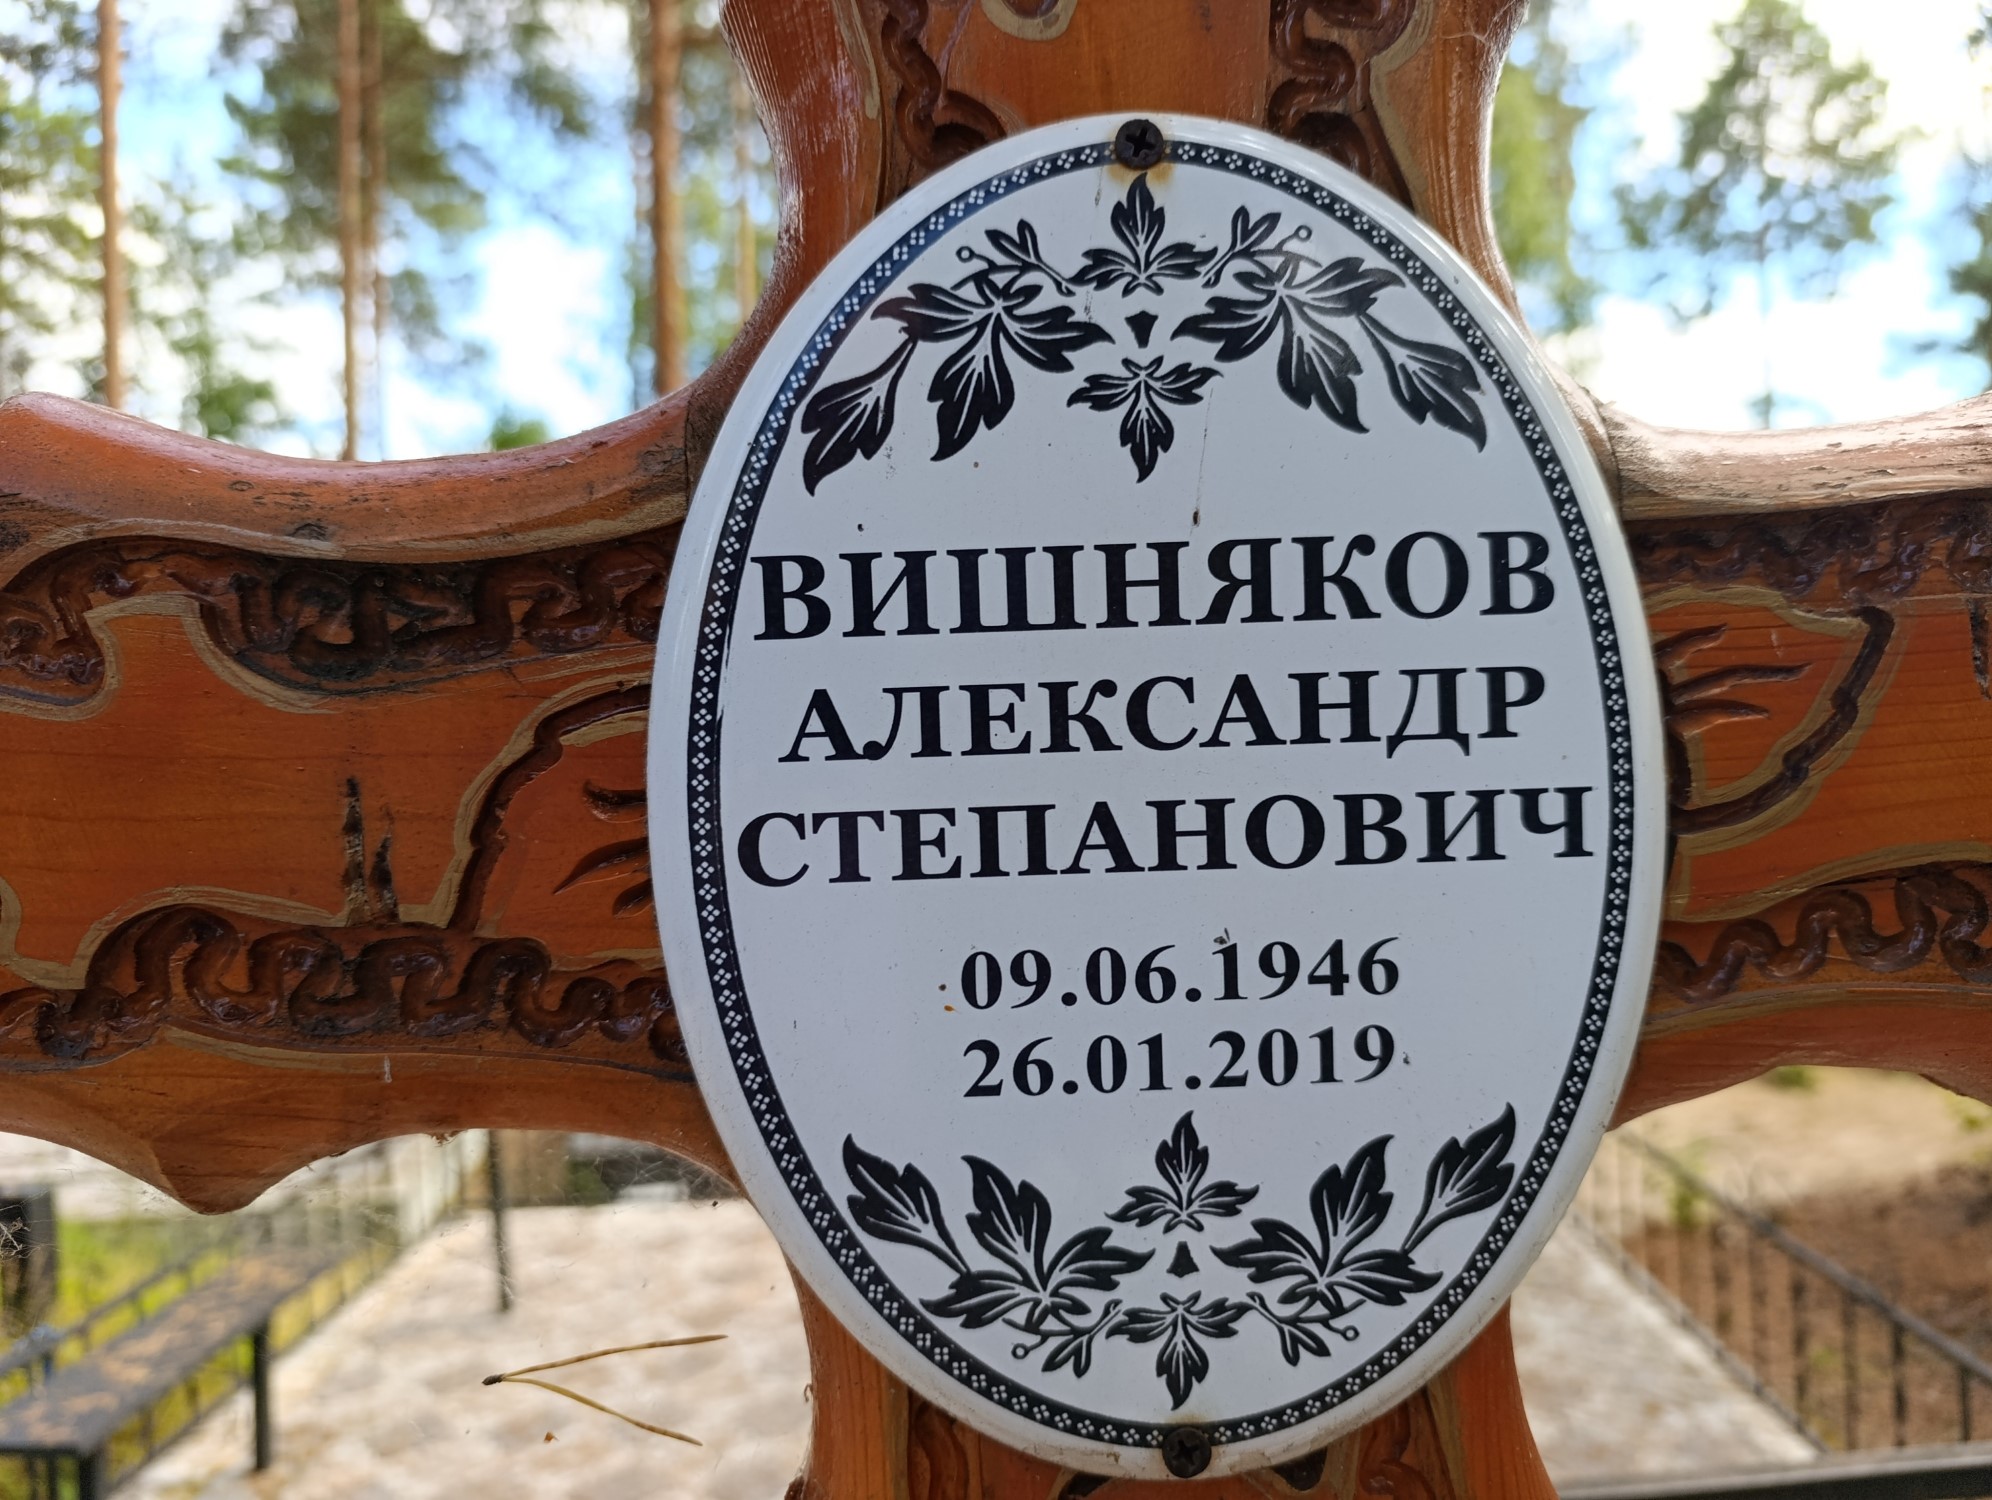 ВИШНЯКОВ
АЛЕКСАНДР
СТЕПАНОВИЧ
09.06.1946
26.01.2019